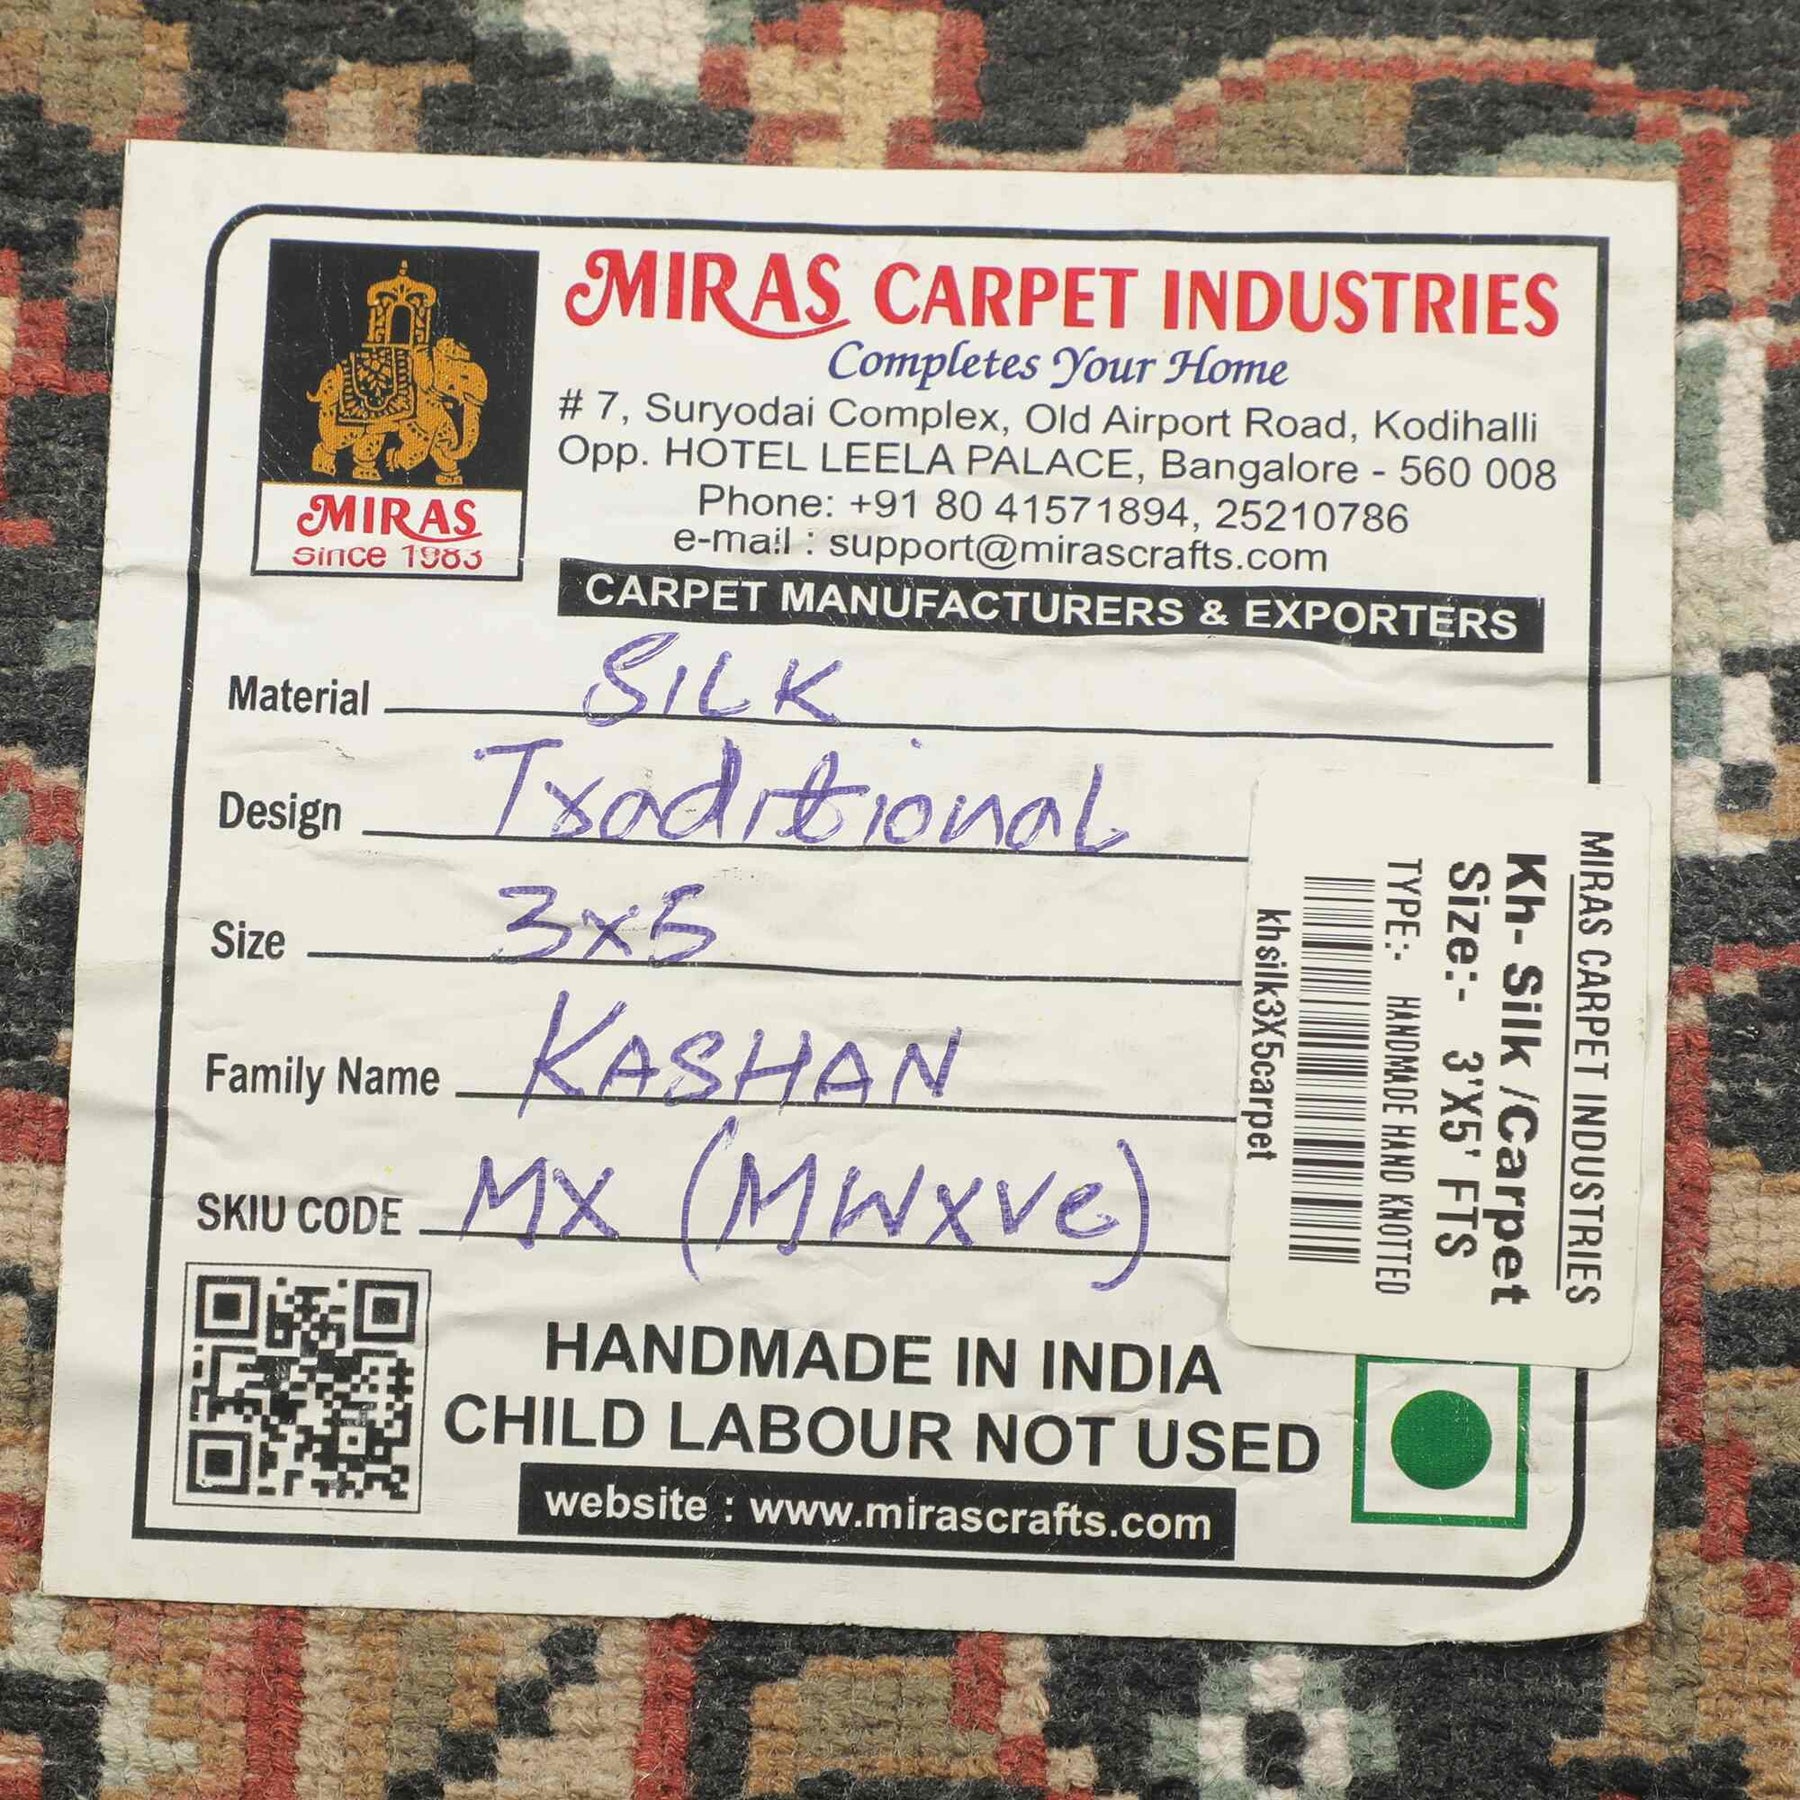 MIRAS
Since 1983
MIRAS CARPET INDUSTRIES
Completes Your Home
# 7, Suryodai Complex, Old Airport Road, Kodihalli
Opp. HOTEL LEELA PALACE, Bangalore - 560 008
Phone: +91 80 41571894, 25210786
e-mail : support@mirascrafts.com
CARPET MANUFACTURERS & EXPORTERS
Material SILK
Design Traditional
Size 3x5
Family Name KASHAN
SKIU CODE MX (MWXVe)
MIRAS CARPET INDUSTRIES
Kh- Silk /Carpet
Size:- 3'X5' FTS
TYPE:- HANDMADE HAND KNOTTED
khsilk3X5carpet
HANDMADE IN INDIA
CHILD LABOUR NOT USED
website : www.mirascrafts.com